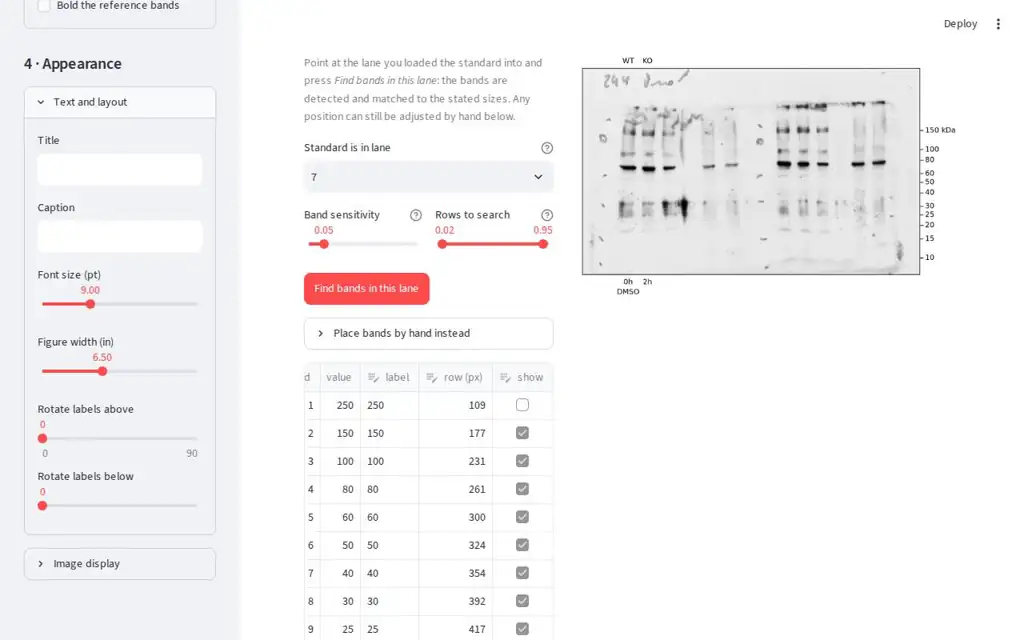 Bold the reference bands
4 · Appearance
Text and layout
Title
Caption
Font size (pt)
9.00
Figure width (in)
6.50
Rotate labels above
0
0 90
Rotate labels below
0
Image display
Deploy
Point at the lane you loaded the standard into and
press Find bands in this lane: the bands are
detected and matched to the stated sizes. Any
position can still be adjusted by hand below.
Standard is in lane
7
Band sensitivity Rows to search
0.05 0.02 0.95
Find bands in this lane
Place bands by hand instead
d value label row (px) show
1 250 250 109
2 150 150 177
3 100 100 231
4 80 80 261
5 60 60 300
6 50 50 324
7 40 40 354
8 30 30 392
9 25 25 417
WT KO
150 kDa
100
80
60
50
40
30
25
20
15
10
0h 2h
DMSO